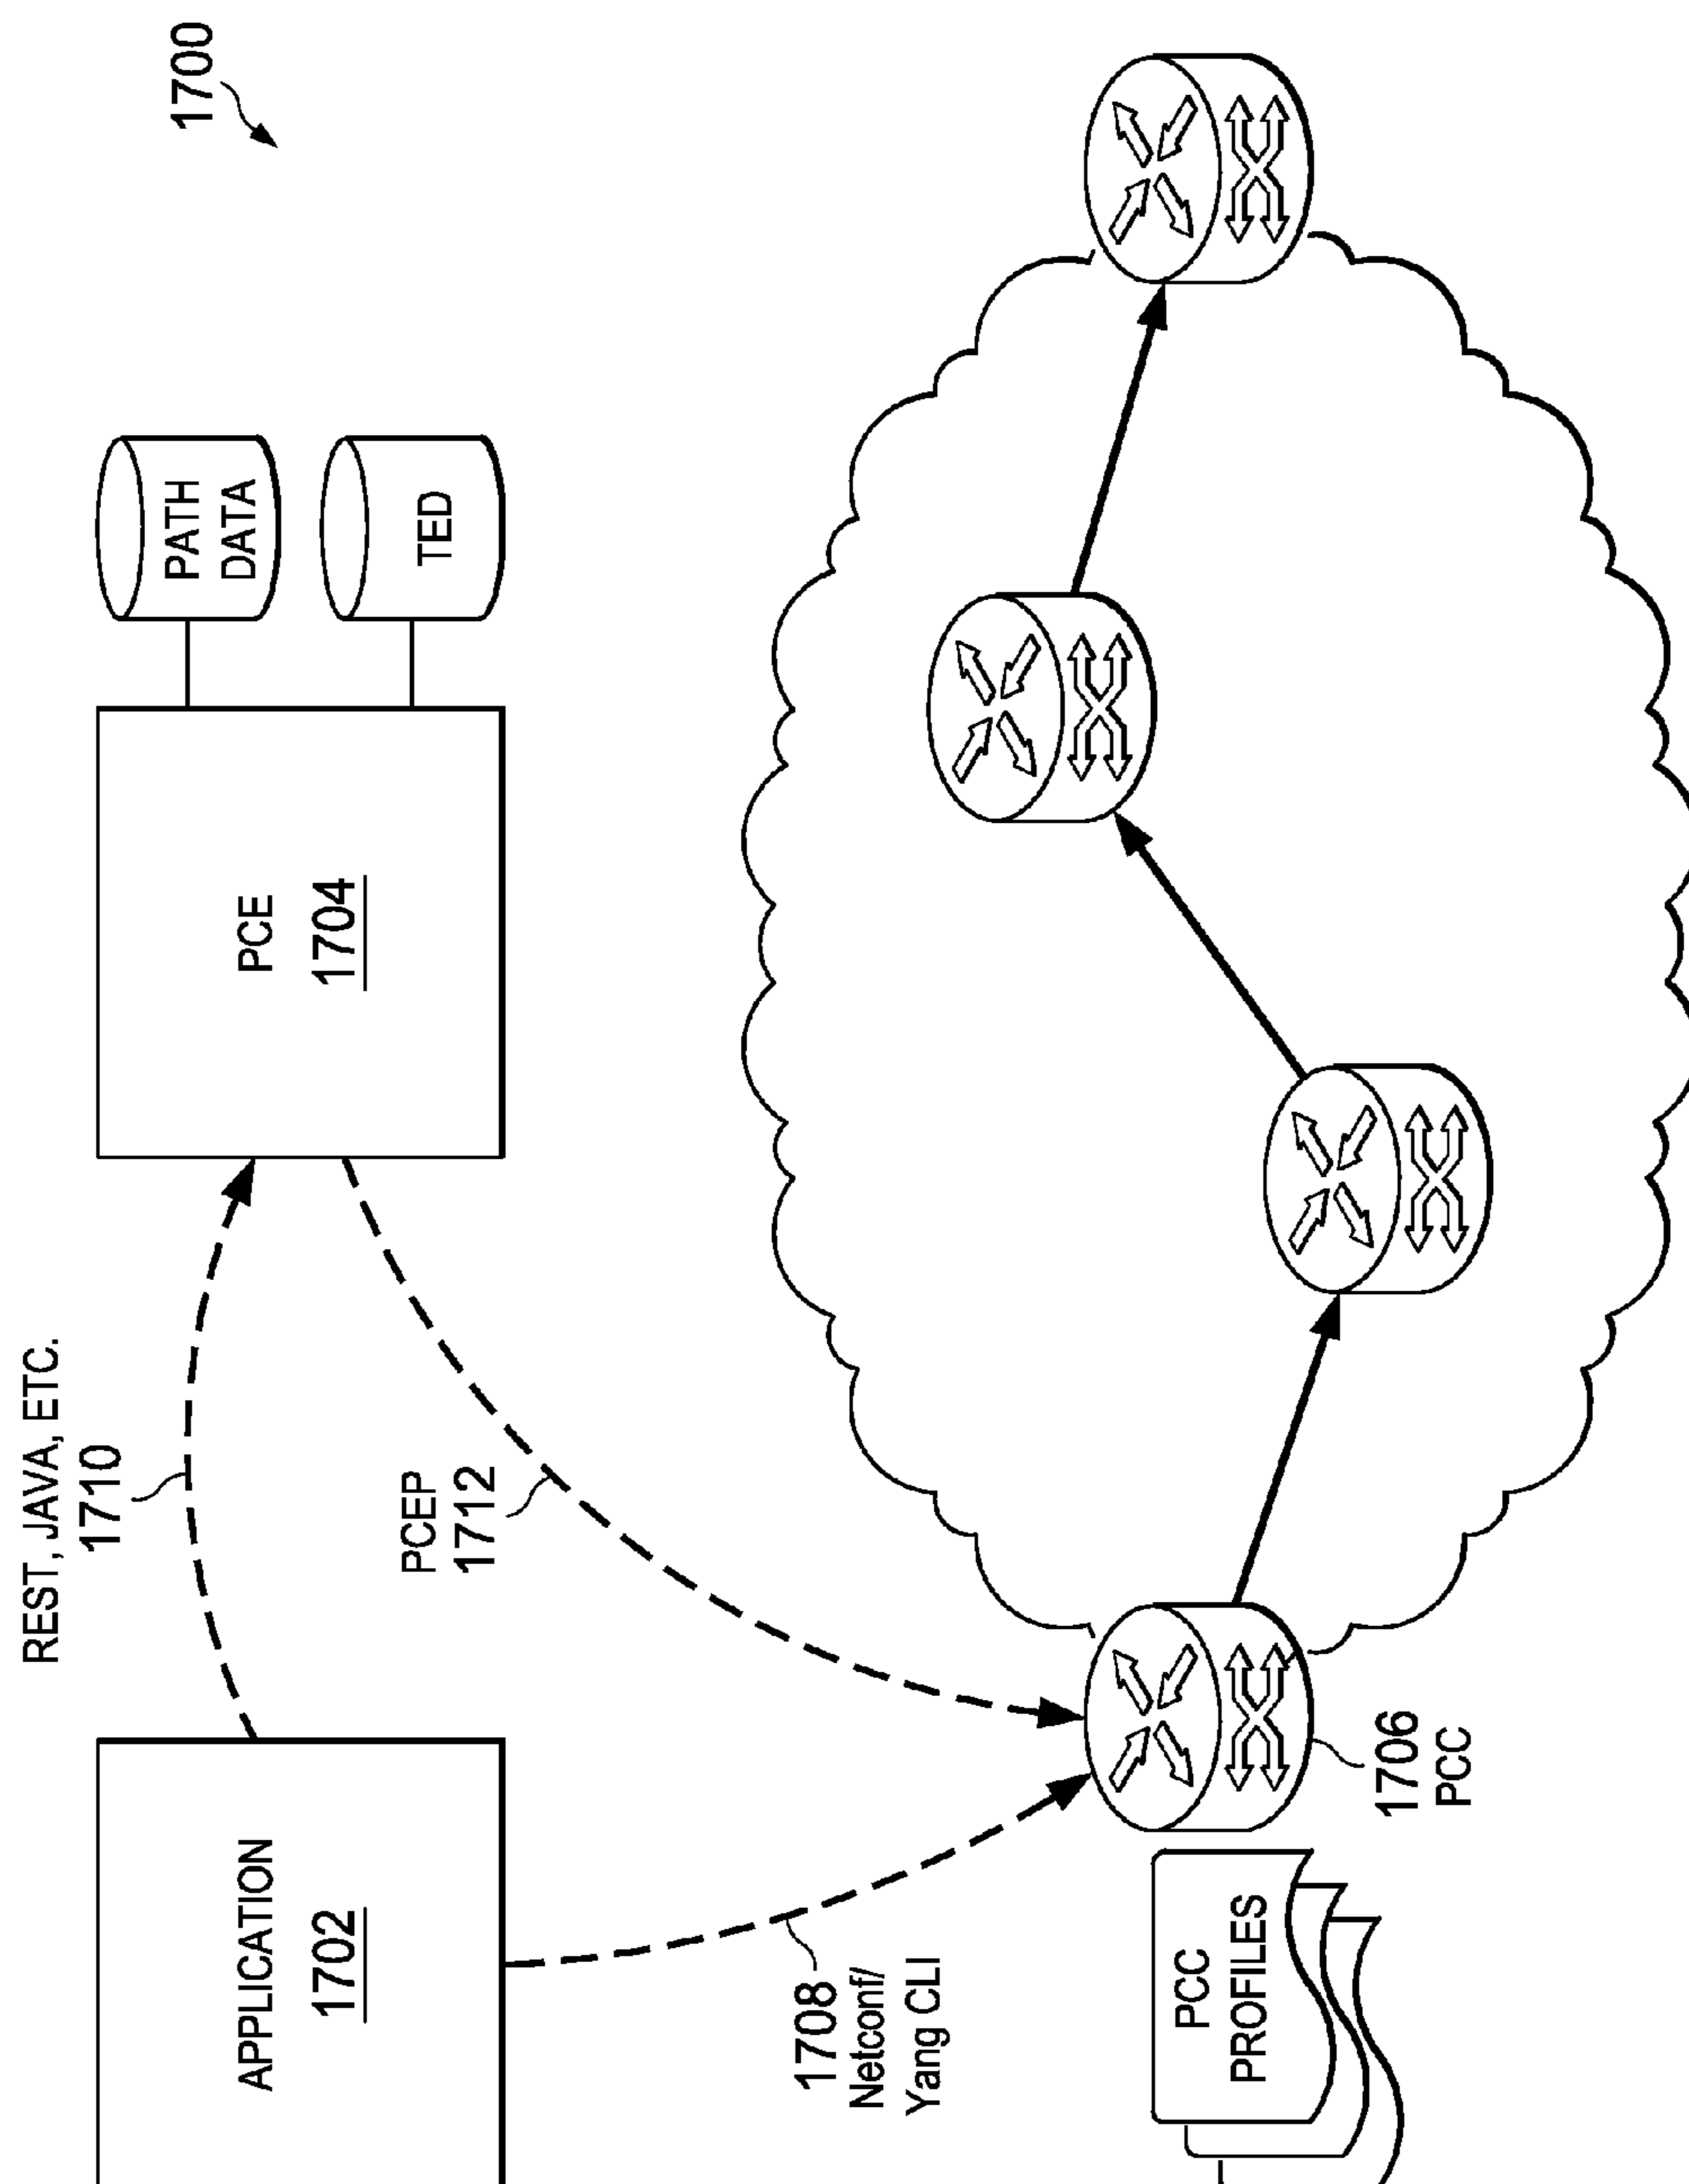 1700
REST, JAVA, ETC.
1710
APPLICATION
1702
PCE
1704
PATH
DATA
TED
PCEP
1712
1708
Netconf/
Yang CLI
PCC
PROFILES
1706
PCC